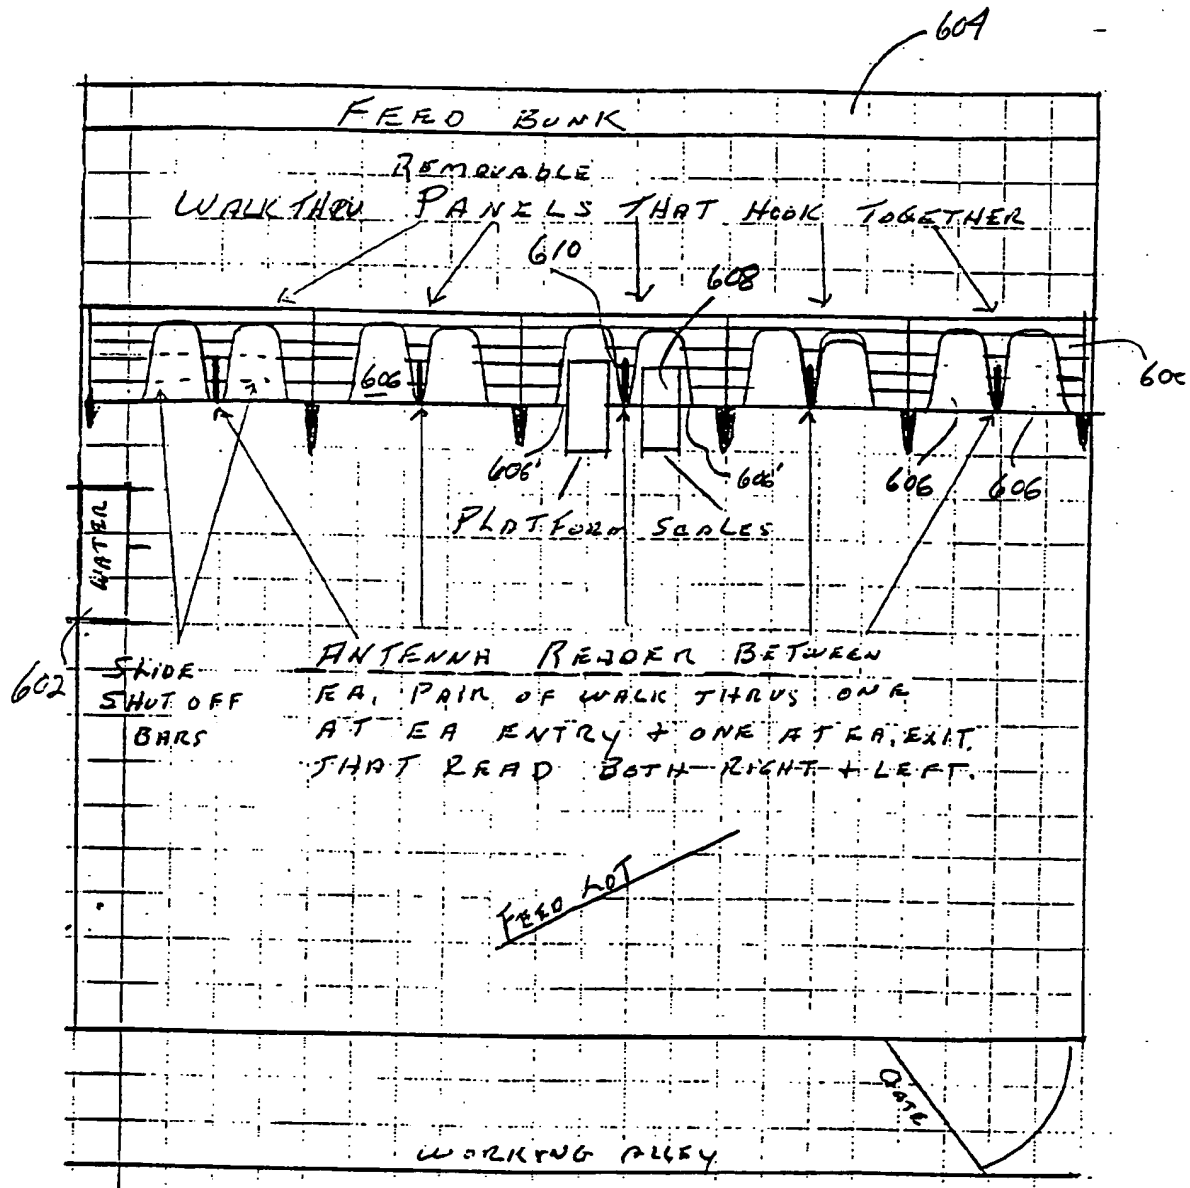 604
FEED BUNK
REMOVABLE
WALK THRU PANELS THAT HOOK TOGETHER
610
608
606
606'
606'
606
606
PLATFORM SCALES
WATER
602
SLIDE
SHUT OFF
BARS
ANTENNA READER BETWEEN
EA. PAIR OF WALK THRUS ONE
AT EA ENTRY + ONE AT EA. EXIT.
THAT READ BOTH RIGHT + LEFT.
FEED LOT
GATE
WORKING ALLEY